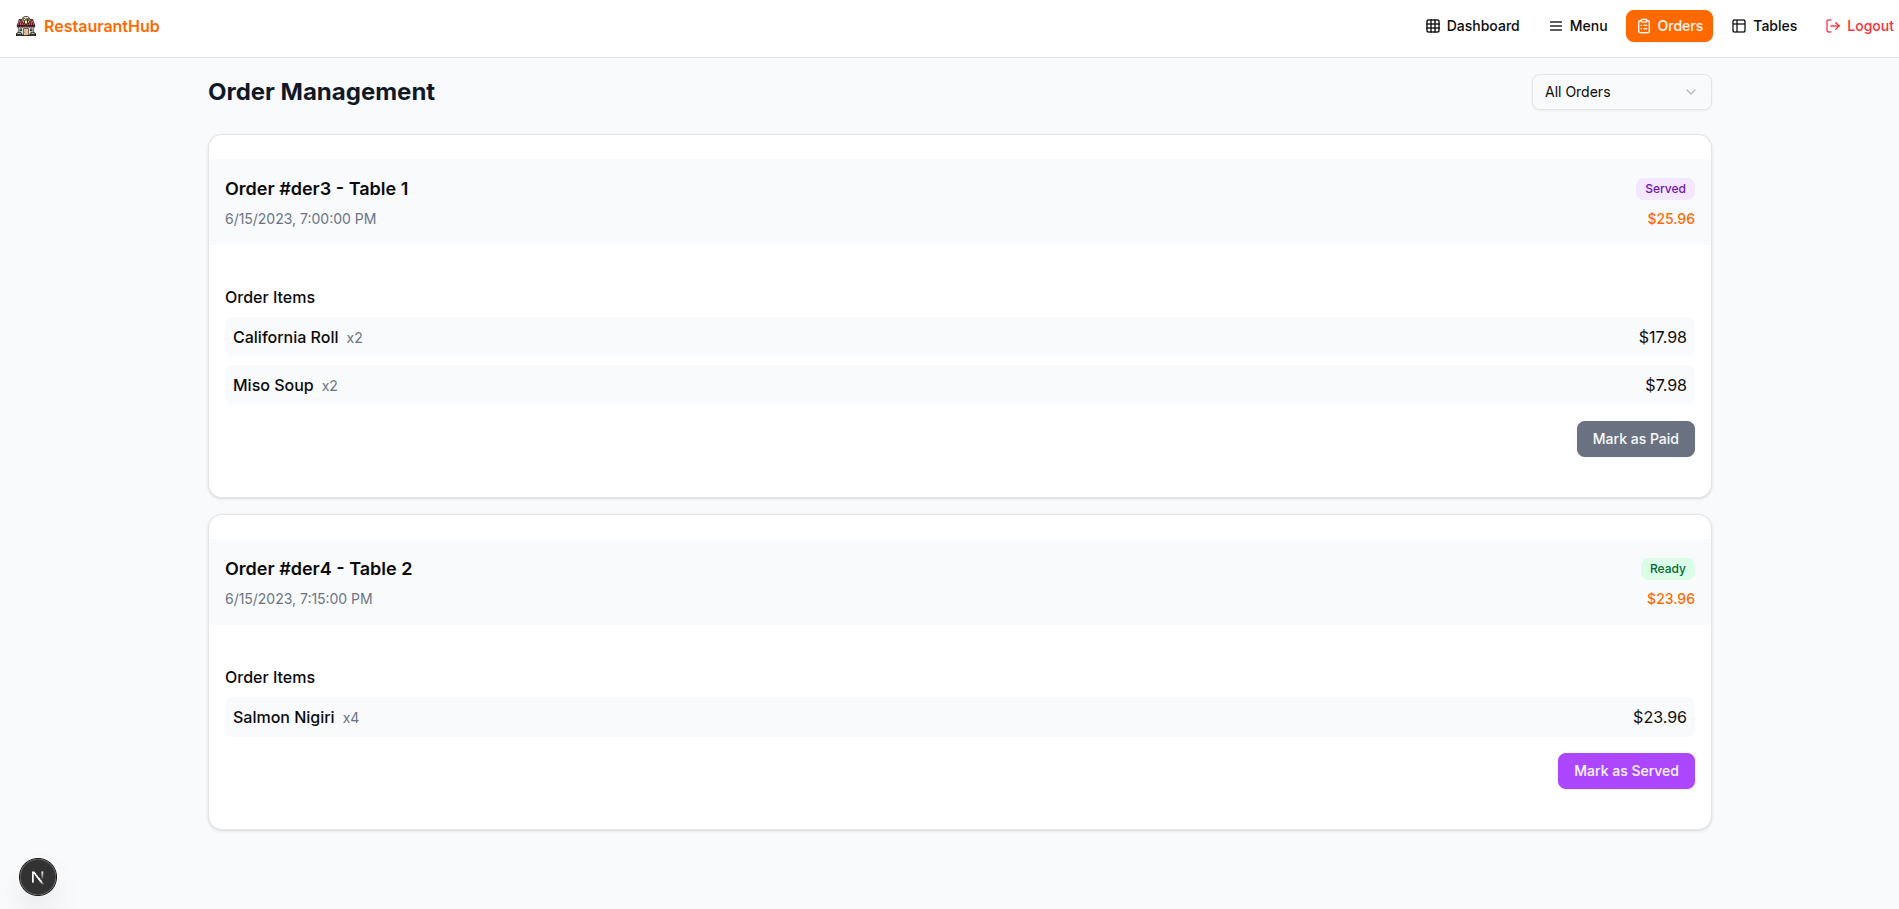 RestaurantHub
Dashboard
Menu
Orders
Tables
Logout
Order Management
All Orders
Order #der3 - Table 1
Served
6/15/2023, 7:00:00 PM
$25.96
Order Items
California Roll x2
$17.98
Miso Soup x2
$7.98
Mark as Paid
Order #der4 - Table 2
Ready
6/15/2023, 7:15:00 PM
$23.96
Order Items
Salmon Nigiri x4
$23.96
Mark as Served
N